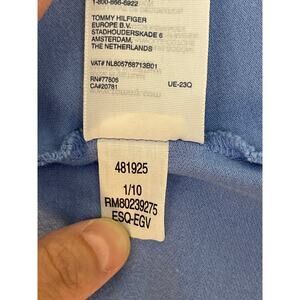 1-800-866-6922
TOMMY HILFIGER
EUROPE B.V.
STADHOUDERSKADE 6
AMSTERDAM,
THE NETHERLANDS
VAT# NL805768713B01
RN#77806
CA#20781
UE-23Q
481925
1/10
RM80239275
ESQ-EGV